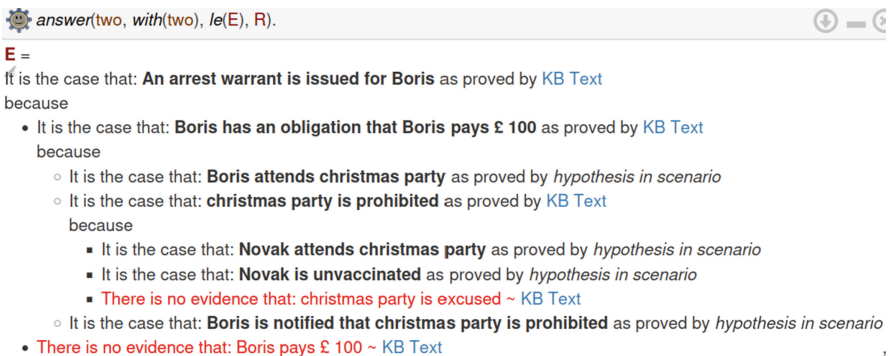 answer(two, with(two), le(E), R).
E =
It is the case that: An arrest warrant is issued for Boris as proved by KB Text
because
• It is the case that: Boris has an obligation that Boris pays £ 100 as proved by KB Text
because
◦ It is the case that: Boris attends christmas party as proved by hypothesis in scenario
◦ It is the case that: christmas party is prohibited as proved by KB Text
because
▪ It is the case that: Novak attends christmas party as proved by hypothesis in scenario
▪ It is the case that: Novak is unvaccinated as proved by hypothesis in scenario
▪ There is no evidence that: christmas party is excused ~ KB Text
◦ It is the case that: Boris is notified that christmas party is prohibited as proved by hypothesis in scenario
• There is no evidence that: Boris pays £ 100 ~ KB Text ,